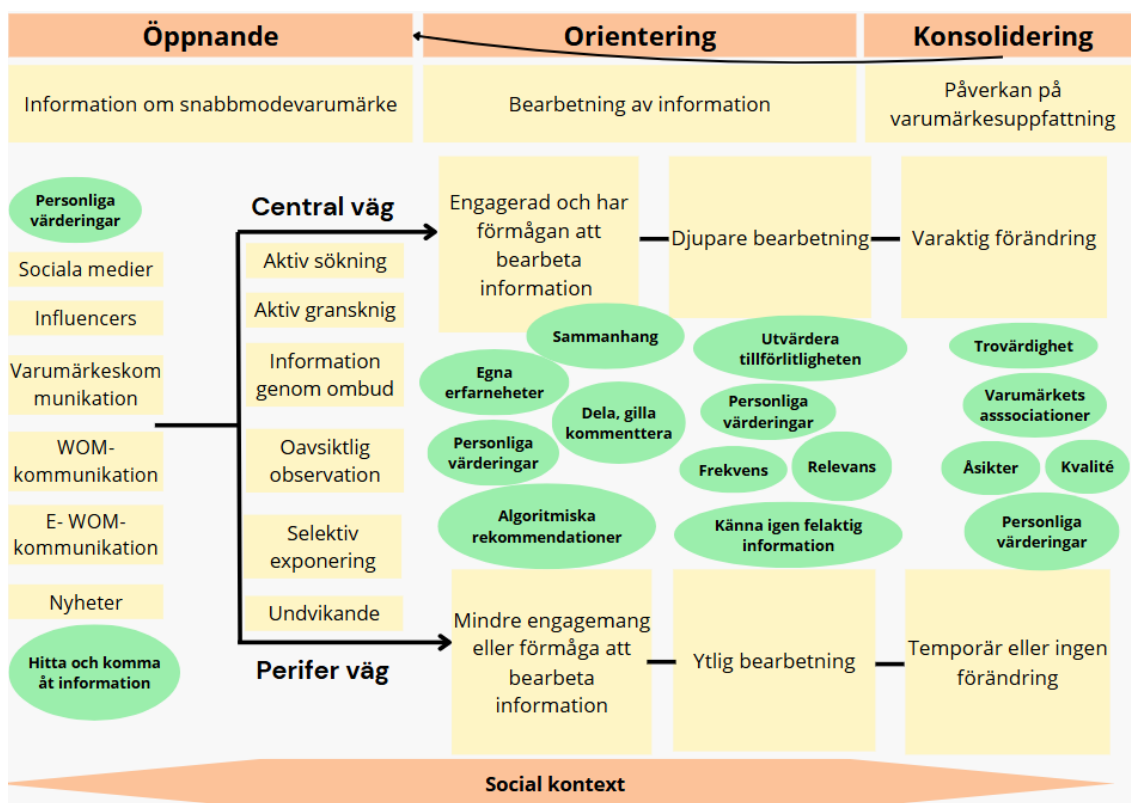 Öppnande
Orientering
Konsolidering
Information om snabbmodevarumärke
Bearbetning av information
Påverkan på
varumärkesuppfattning
Personliga
värderingar
Sociala medier
Influencers
Varumärkeskom
munikation
WOM-
kommunikation
E- WOM-
kommunikation
Nyheter
Hitta och komma
åt information
Central väg
Aktiv sökning
Aktiv gransknig
Information
genom ombud
Oavsiktlig
observation
Selektiv
exponering
Undvikande
Perifer väg
Engagerad och har
förmågan att
bearbeta
information
Djupare bearbetning
Varaktig förändring
Sammanhang
Egna
erfarneheter
Dela, gilla
kommenttera
Personliga
värderingar
Algoritmiska
rekommendationer
Utvärdera
tillförlitligheten
Personliga
värderingar
Frekvens
Relevans
Känna igen felaktig
information
Trovärdighet
Varumärkets
asssociationer
Åsikter
Kvalité
Personliga
värderingar
Mindre engagemang
eller förmåga att
bearbeta
information
Ytlig bearbetning
Temporär eller ingen
förändring
Social kontext